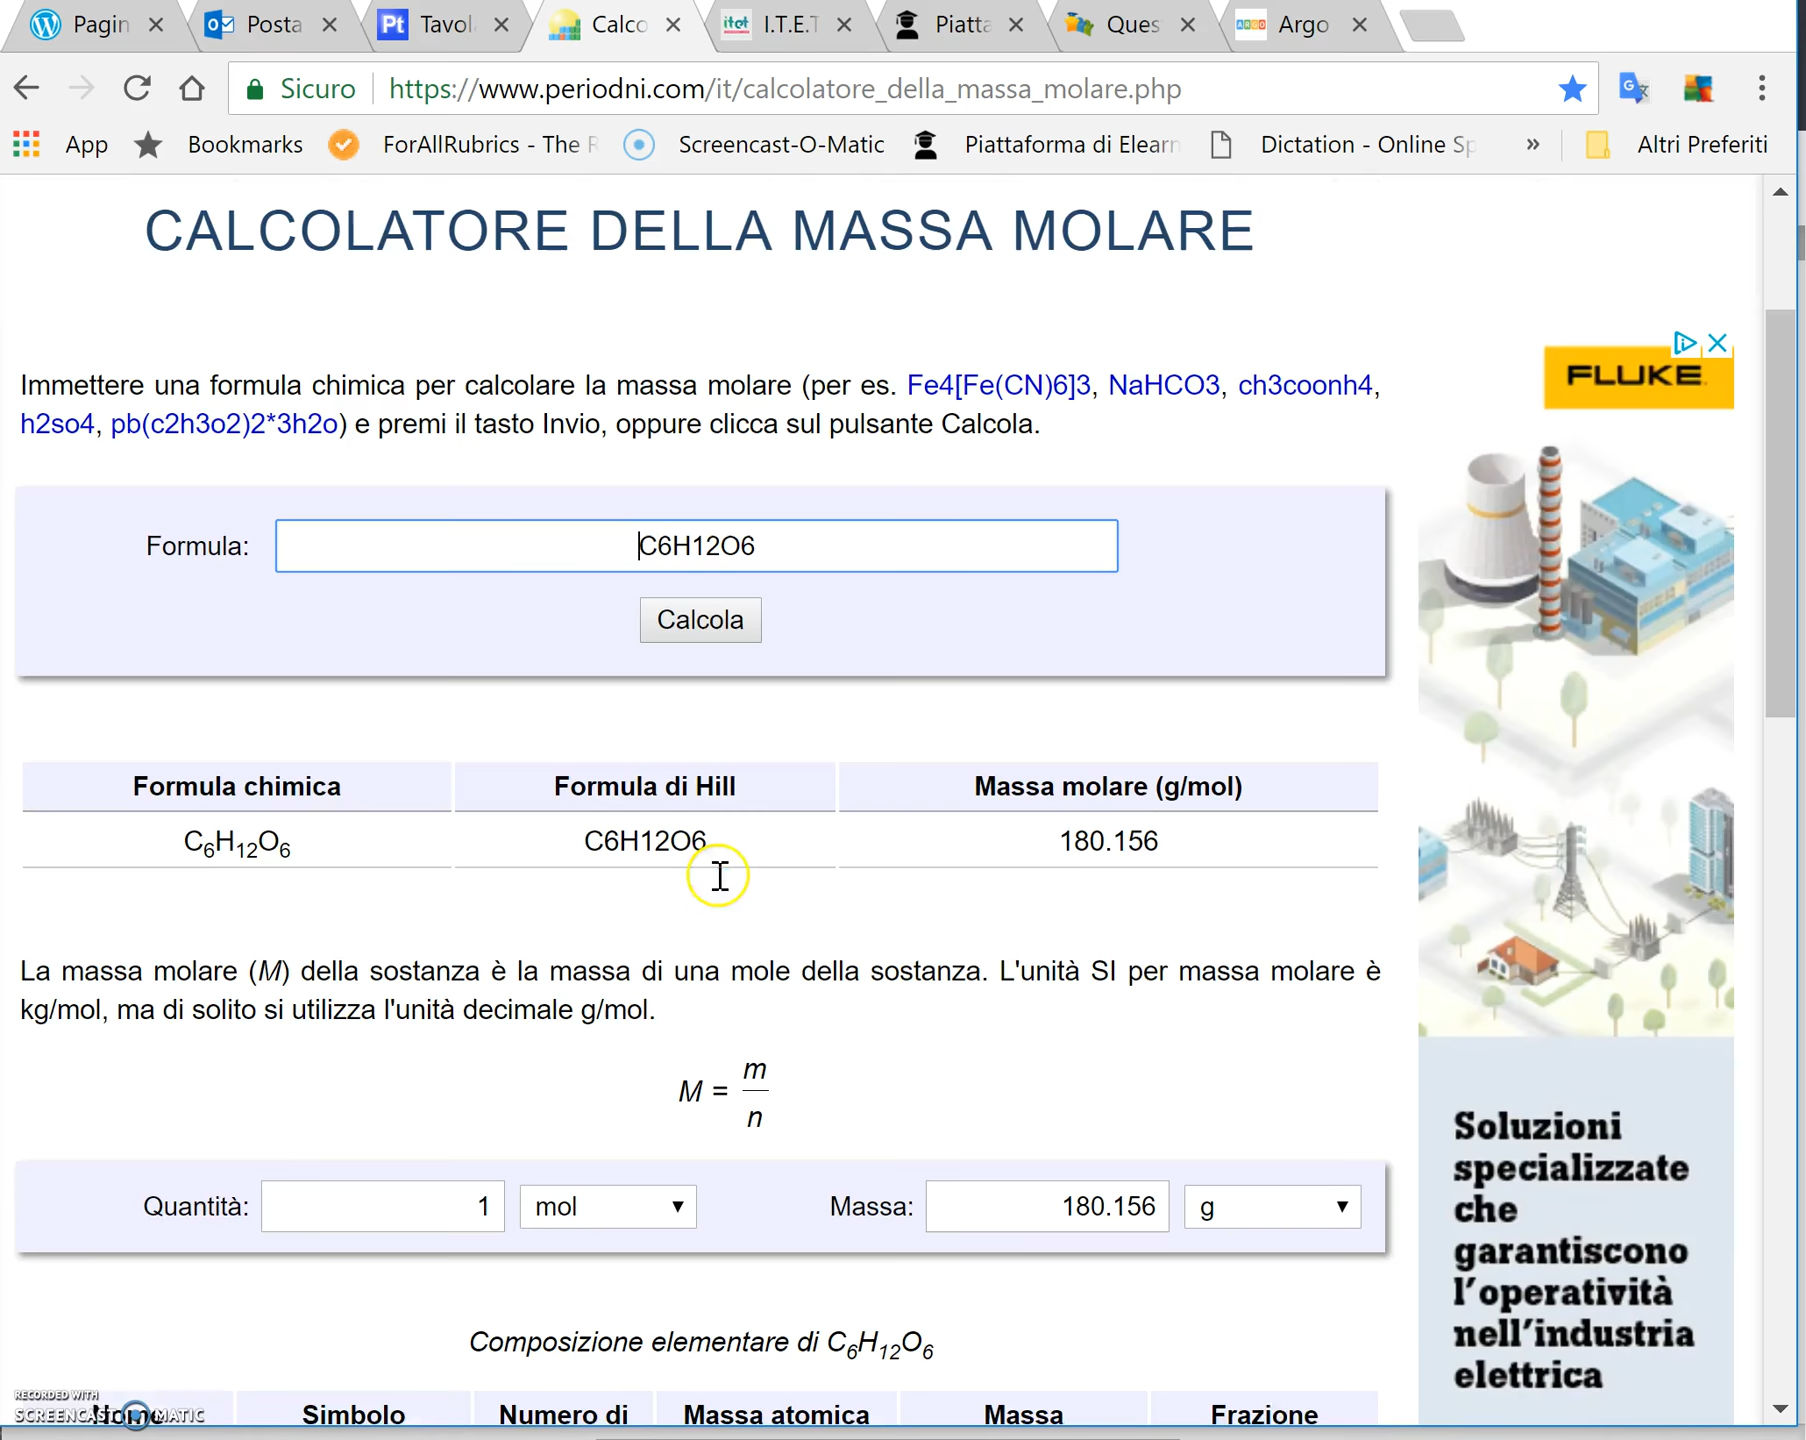 Pagin
Posta
Tavol
Calco
itet I.T.E.T
Piatta
Ques
ARGO Argo
Sicuro https://www.periodni.com/it/calcolatore_della_massa_molare.php
App Bookmarks ForAllRubrics - The Screencast-O-Matic Piattaforma di Elearn Dictation - Online Sp » Altri Preferiti
CALCOLATORE DELLA MASSA MOLARE
Immettere una formula chimica per calcolare la massa molare (per es. Fe4[Fe(CN)6]3, NaHCO3, ch3coonh4,
h2so4, pb(c2h3o2)2*3h2o) e premi il tasto Invio, oppure clicca sul pulsante Calcola.
Formula: C6H12O6
Calcola
Formula chimica Formula di Hill Massa molare (g/mol)
C6H12O6 C6H12O6 180.156
La massa molare (M) della sostanza è la massa di una mole della sostanza. L'unità SI per massa molare è
kg/mol, ma di solito si utilizza l'unità decimale g/mol.
M = m
n
Quantità: 1 mol Massa: 180.156 g
Composizione elementare di C6H12O6
Nome Simbolo Numero di Massa atomica Massa Frazione
FLUKE
Soluzioni
specializzate
che
garantiscono
l'operatività
nell'industria
elettrica
RECORDED WITH
SCREENCAST MATIC